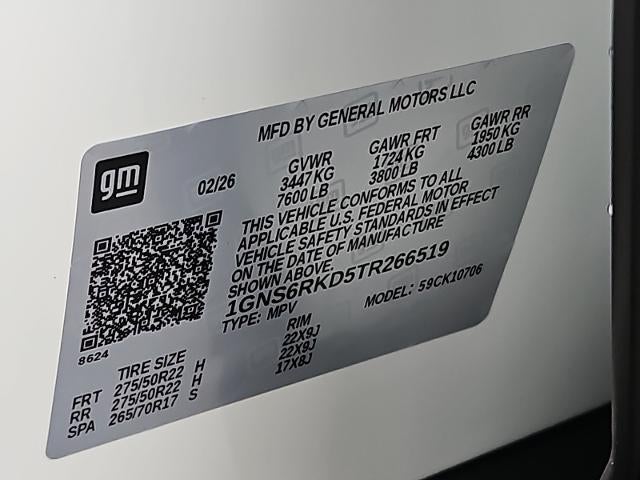 MFD BY GENERAL MOTORS LLC
gm
02/26
GVWR GAWR FRT GAWR RR
3447 KG 1724 KG 1950 KG
7600 LB 3800 LB 4300 LB
THIS VEHICLE CONFORMS TO ALL
APPLICABLE U.S. FEDERAL MOTOR
VEHICLE SAFETY STANDARDS IN EFFECT
ON THE DATE OF MANUFACTURE
SHOWN ABOVE.
1GNS6RKD5TR266519
TYPE: MPV MODEL: 59CK10706
8624
TIRE SIZE RIM
FRT 275/50R22 H 22X9J
RR 275/50R22 H 22X9J
SPA 265/70R17 S 17X8J